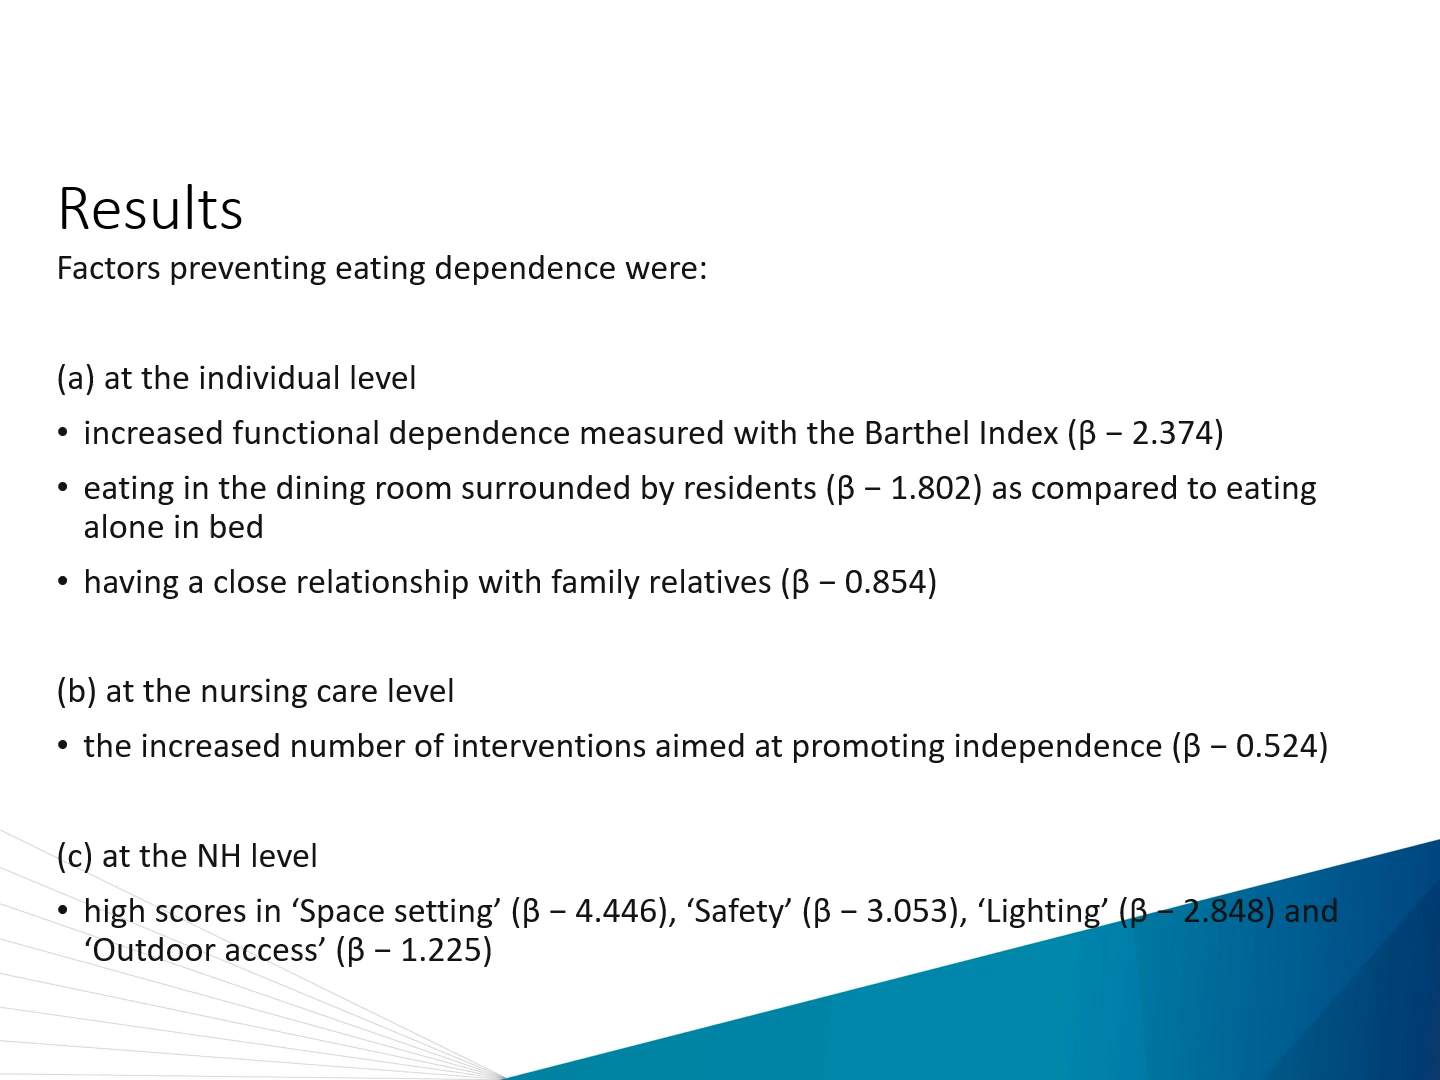 Results
Factors preventing eating dependence were:
(a) at the individual level
• increased functional dependence measured with the Barthel Index (β − 2.374)
• eating in the dining room surrounded by residents (β − 1.802) as compared to eating
alone in bed
• having a close relationship with family relatives (β − 0.854)
(b) at the nursing care level
• the increased number of interventions aimed at promoting independence (β − 0.524)
(c) at the NH level
• high scores in ‘Space setting’ (β − 4.446), ‘Safety’ (β − 3.053), ‘Lighting’ (β − 2.848) and
‘Outdoor access’ (β − 1.225)